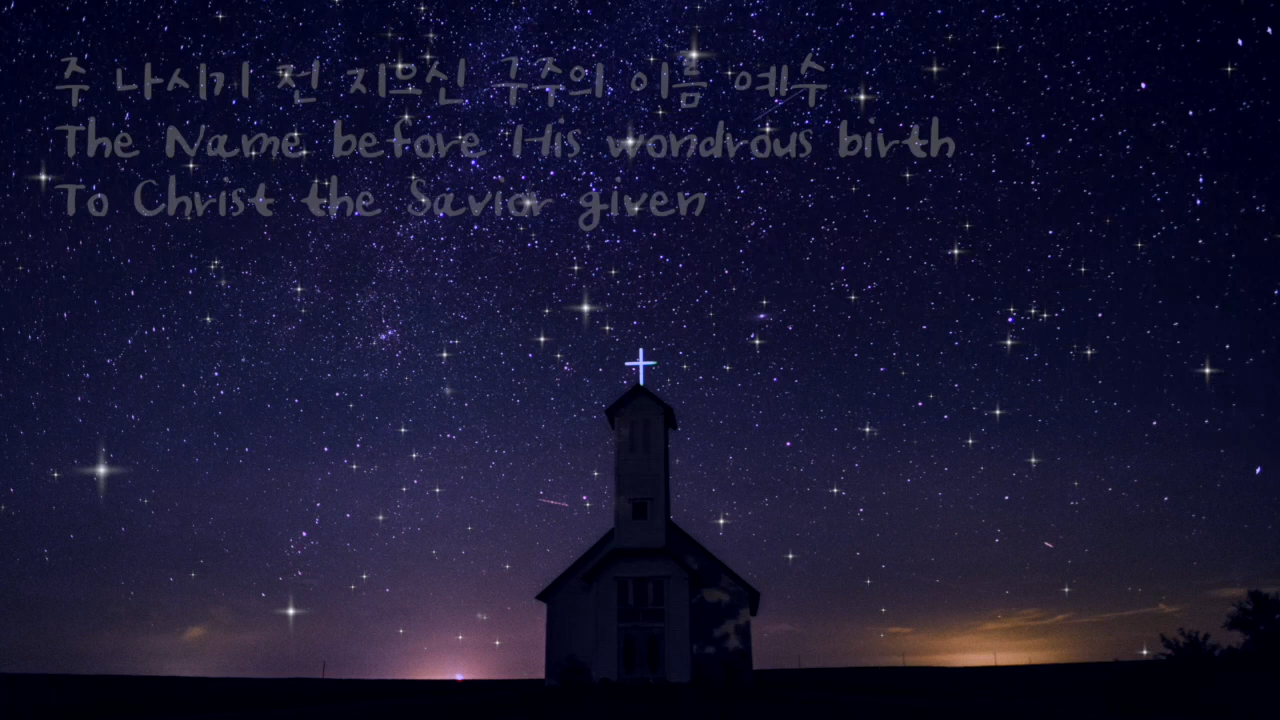 주 나시기 전 지으신 구주의 이름 예수
The Name before His wondrous birth
To Christ the Savior given